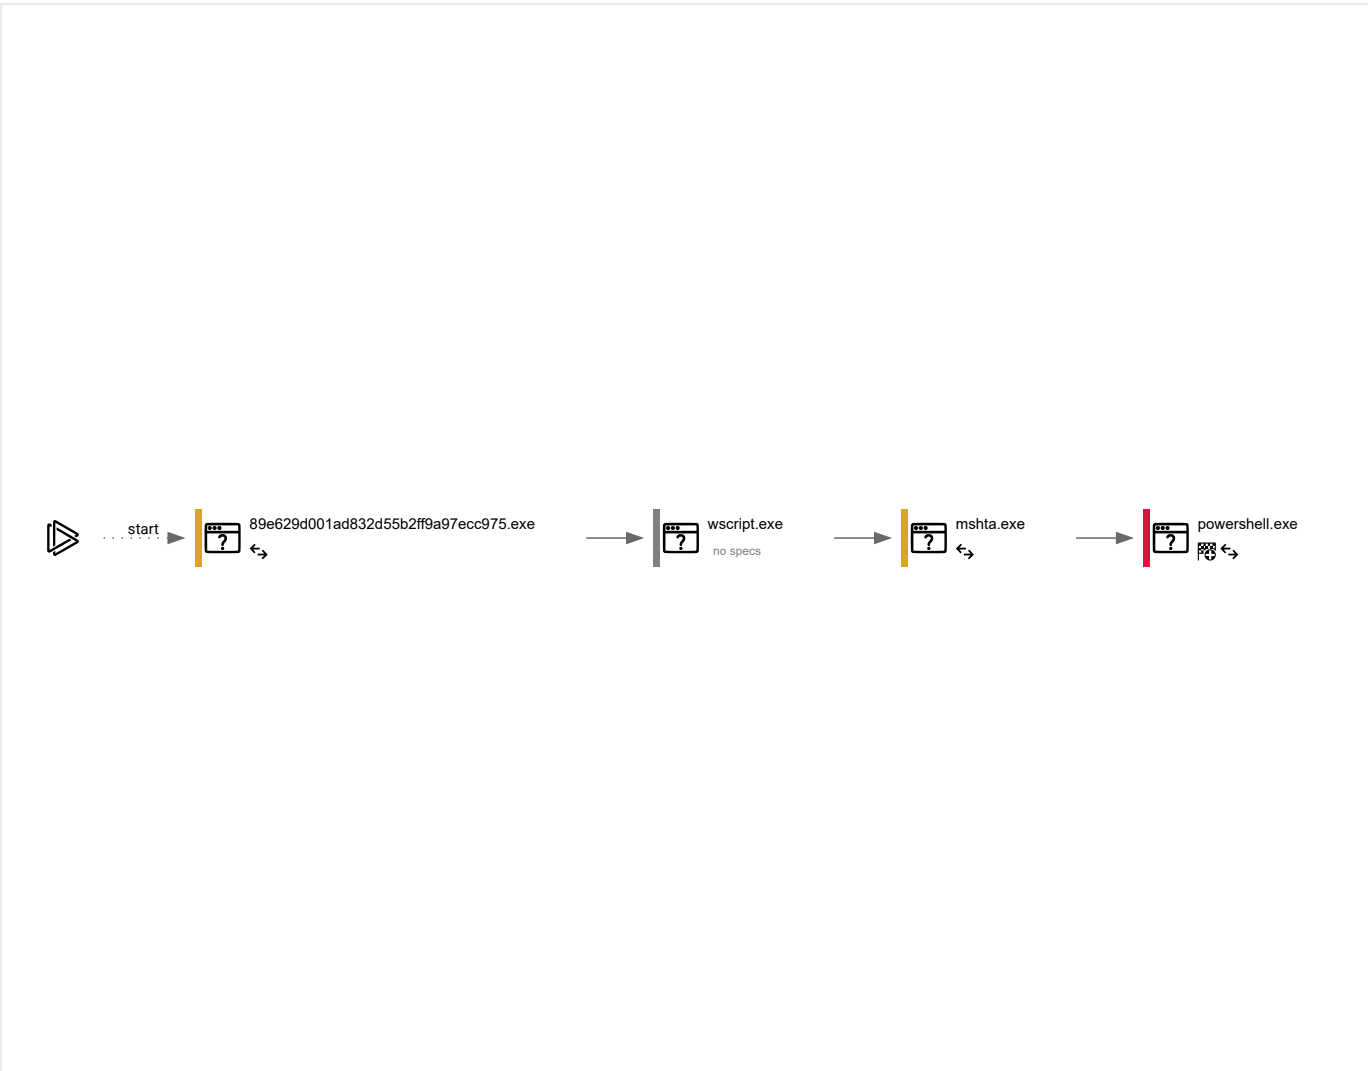 start
89e629d001ad832d55b2ff9a97ecc975.exe
wscript.exe
no specs
mshta.exe
powershell.exe